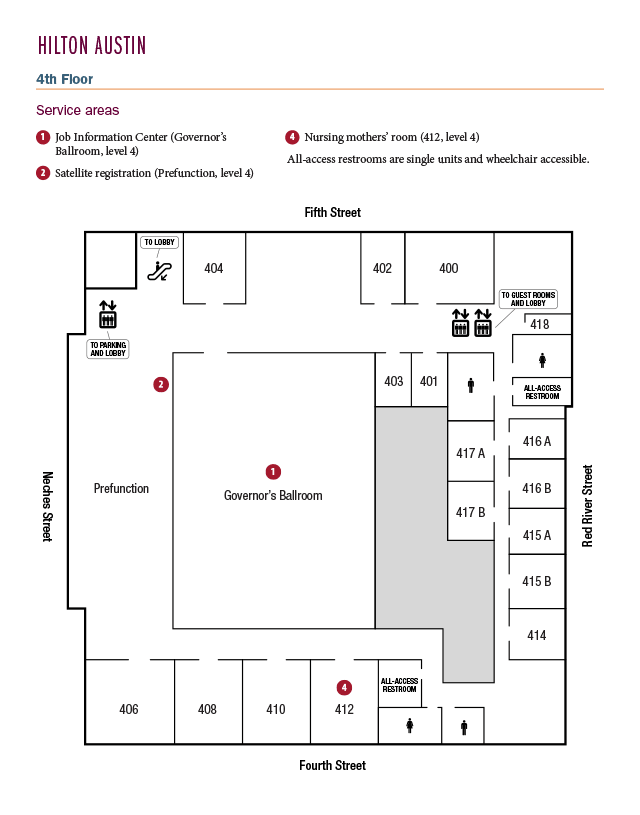 HILTON AUSTIN
4th Floor
Service areas
1 Job Information Center (Governor's
Ballroom, level 4)
2 Satellite registration (Prefunction, level 4)
4 Nursing mothers' room (412, level 4)
All-access restrooms are single units and wheelchair accessible.
Fifth Street
TO LOBBY
404
402
400
TO GUEST ROOMS
AND LOBBY
418
TO PARKING
AND LOBBY
2
403
401
ALL-ACCESS
RESTROOM
416 A
417 A
1
Neches Street
Prefunction
Governor's Ballroom
416 B
Red River Street
417 B
415 A
415 B
414
4
ALL-ACCESS
RESTROOM
406
408
410
412
Fourth Street